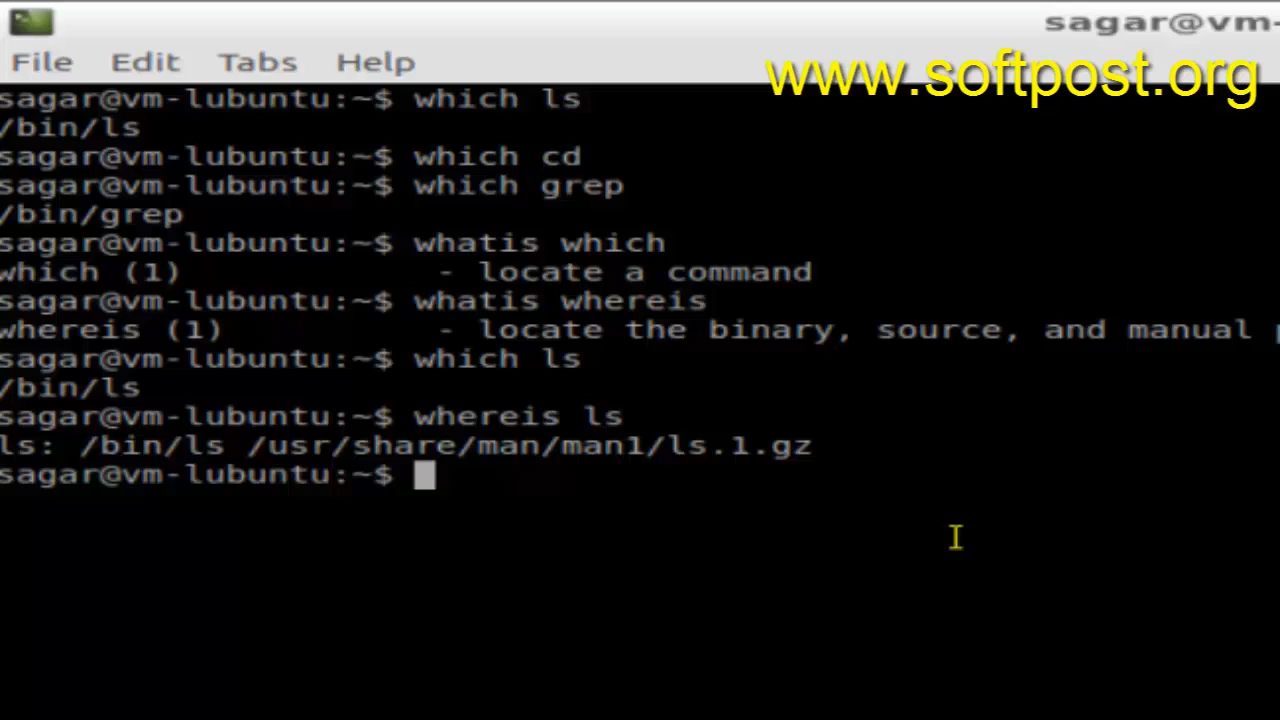 sagar@vm-
File Edit Tabs Help
www.softpost.org
sagar@vm-lubuntu:~$ which ls
/bin/ls
sagar@vm-lubuntu:~$ which cd
sagar@vm-lubuntu:~$ which grep
/bin/grep
sagar@vm-lubuntu:~$ whatis which
which (1) - locate a command
sagar@vm-lubuntu:~$ whatis whereis
whereis (1) - locate the binary, source, and manual
sagar@vm-lubuntu:~$ which ls
/bin/ls
sagar@vm-lubuntu:~$ whereis ls
ls: /bin/ls /usr/share/man/man1/ls.1.gz
sagar@vm-lubuntu:~$